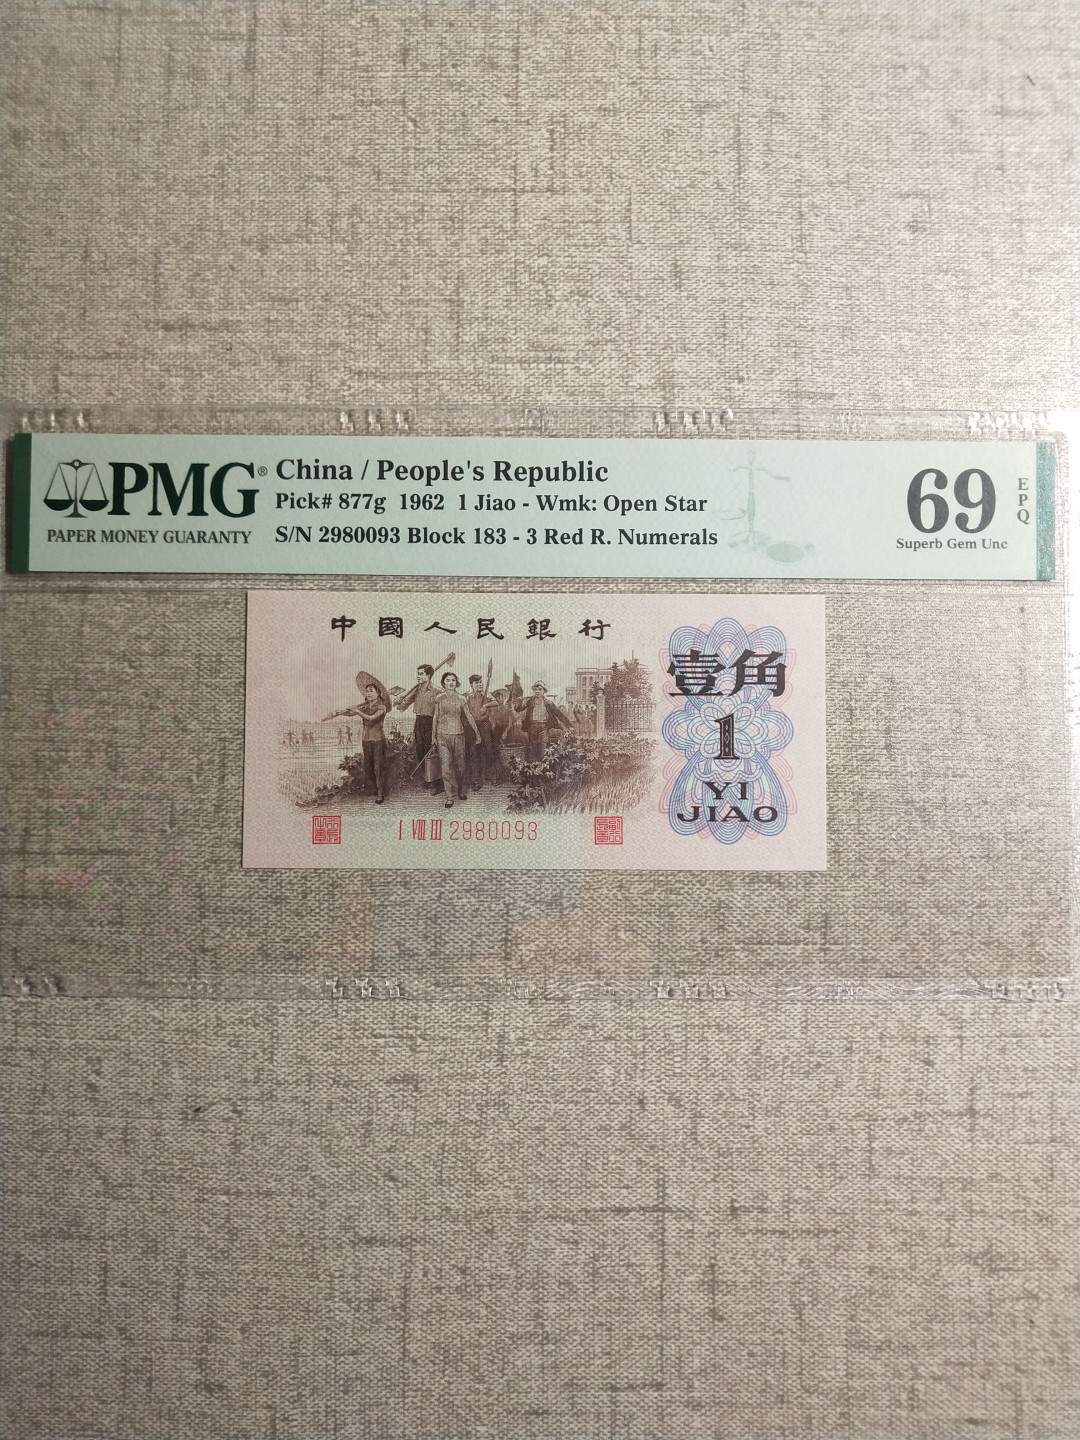 PMG®
PAPER MONEY GUARANTY
China / People's Republic
Pick# 877g 1962 1 Jiao - Wmk: Open Star
S/N 2980093 Block 183 - 3 Red R. Numerals
69
EPQ
Superb Gem Unc
中國人民銀行
壹角
1
YI
JIAO
I VIII III 2980093